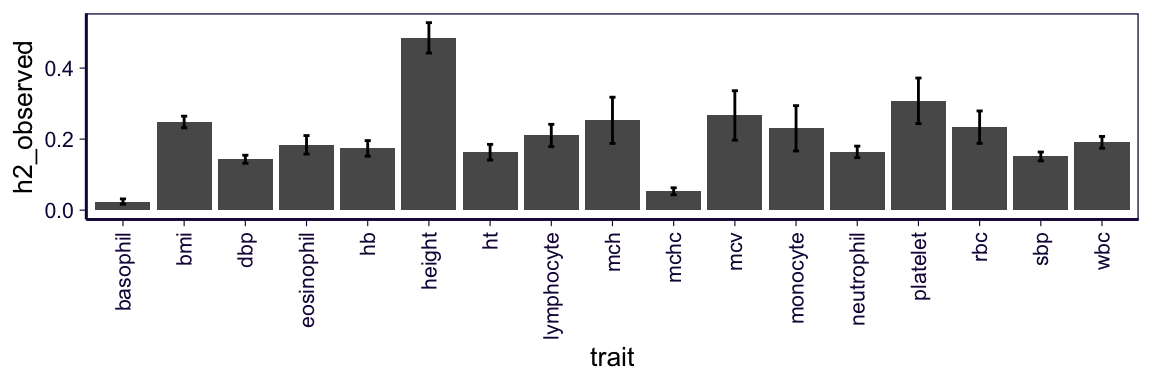 h2_observed
0.4
0.2
0.0
basophil
bmi
dbp
eosinophil
hb
height
ht
lymphocyte
mch
mchc
mcv
monocyte
neutrophil
platelet
rbc
sbp
wbc
trait